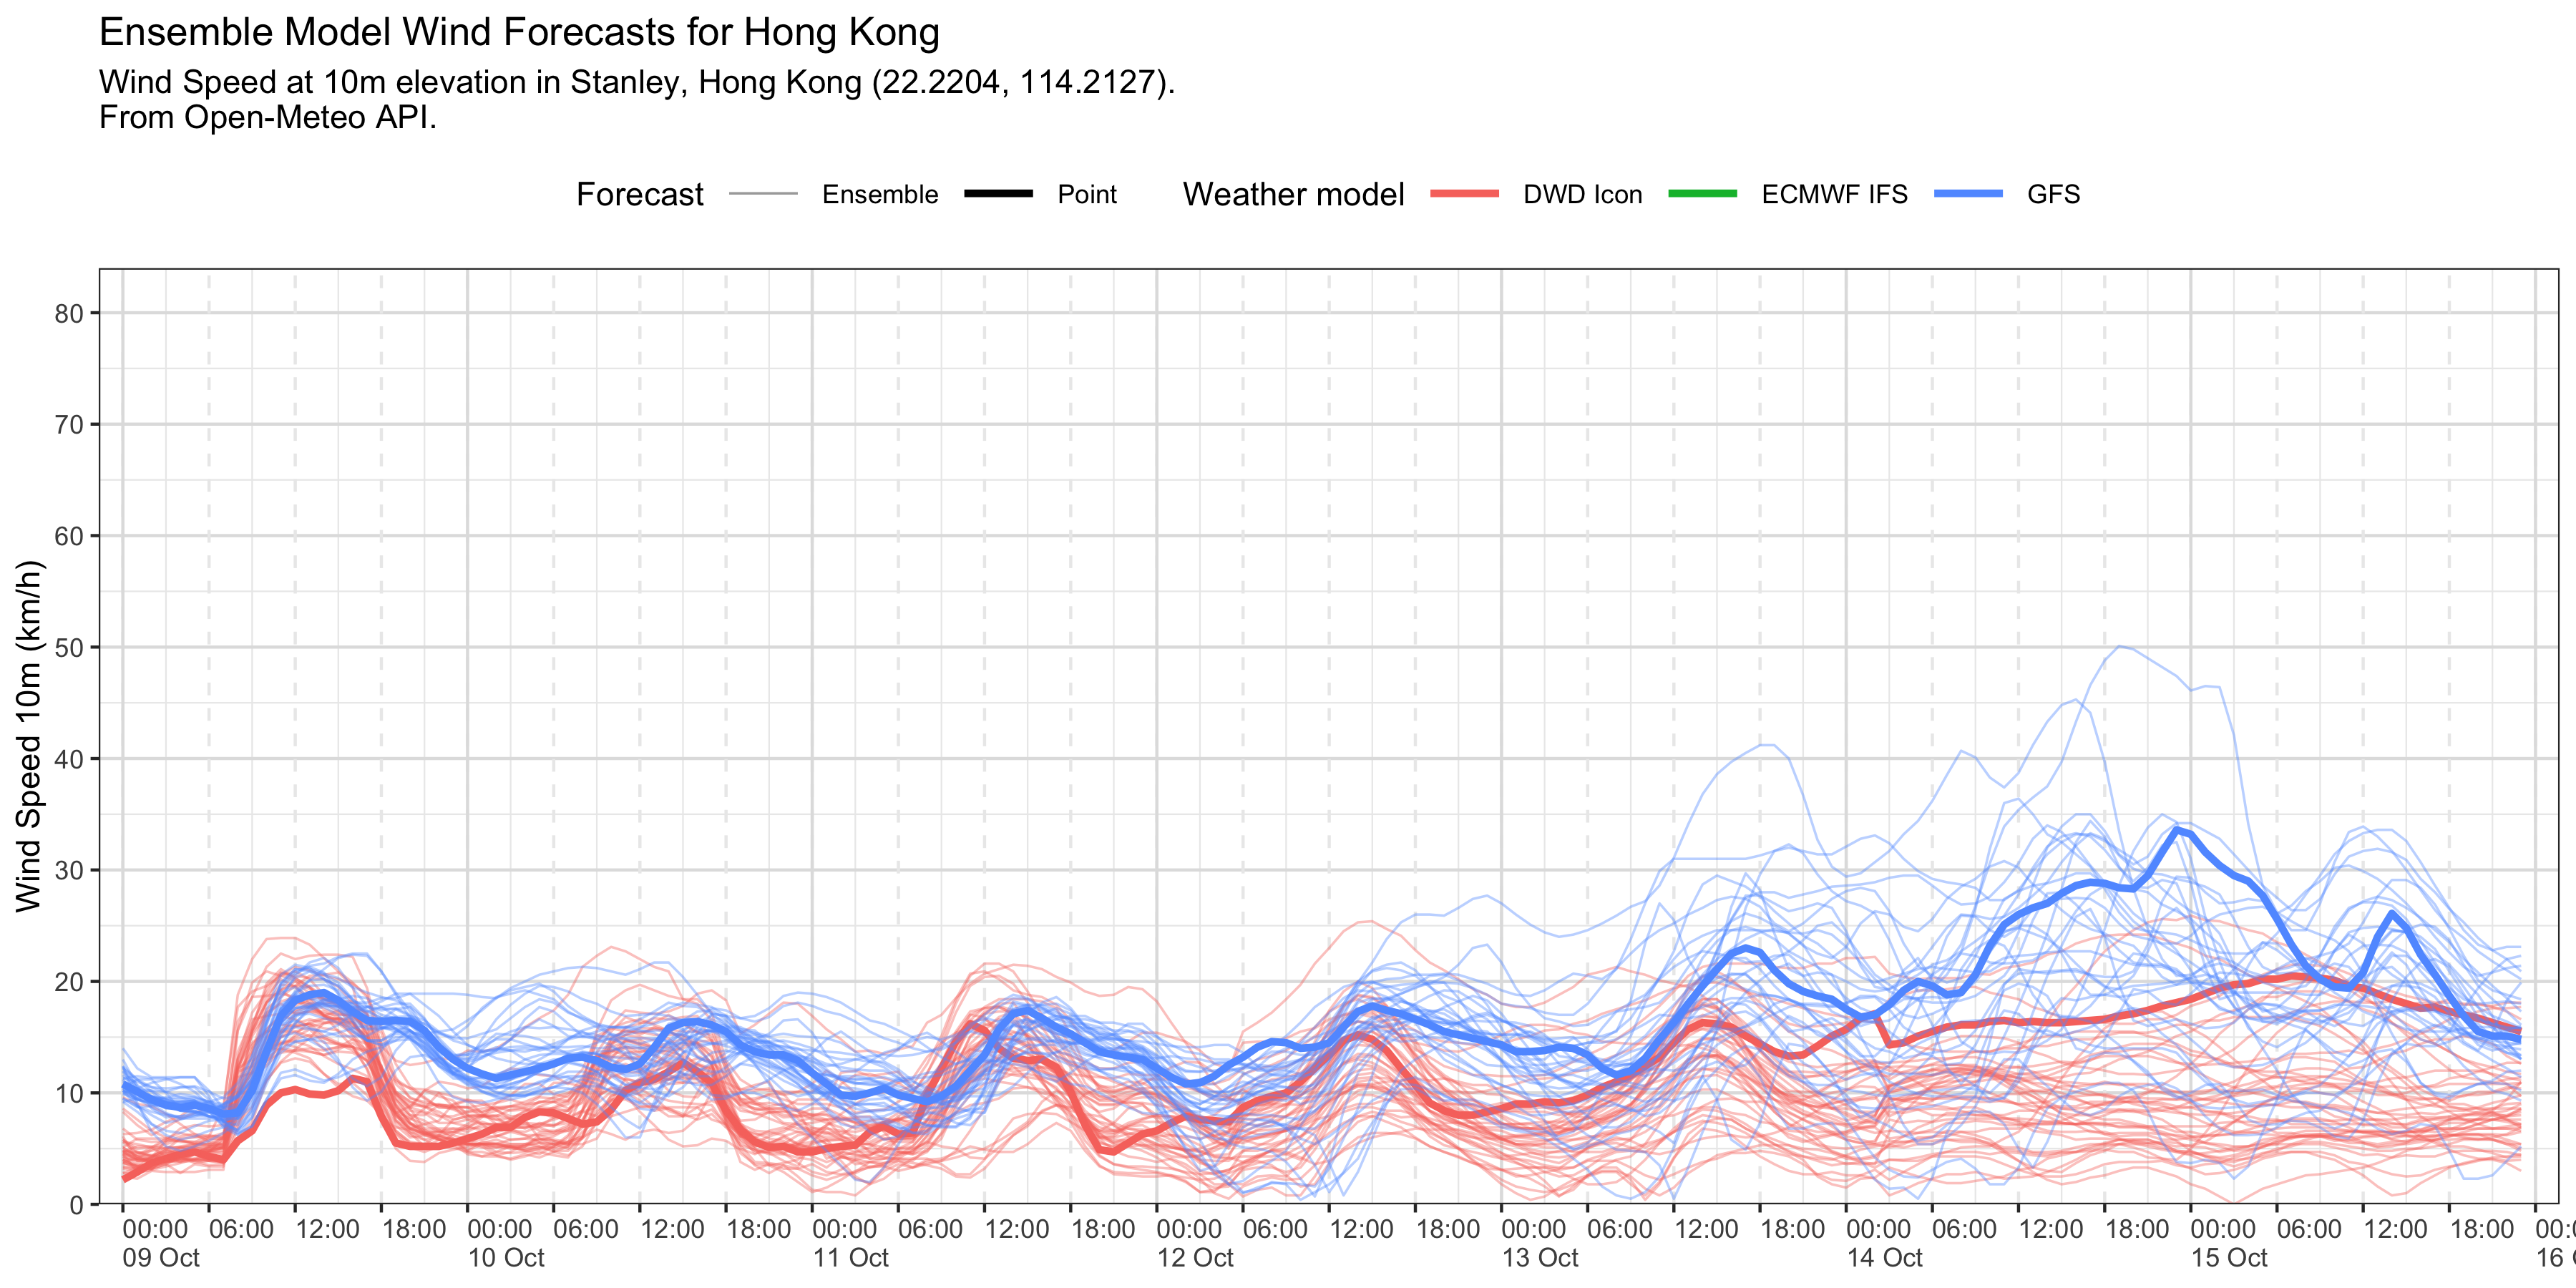 Ensemble Model Wind Forecasts for Hong Kong
Wind Speed at 10m elevation in Stanley, Hong Kong (22.2204, 114.2127).
From Open-Meteo API.
Forecast Ensemble Point Weather model DWD Icon ECMWF IFS GFS
Wind Speed 10m (km/h)
80
70
60
50
40
30
20
10
0
00:00 06:00 12:00 18:00 00:00 06:00 12:00 18:00 00:00 06:00 12:00 18:00 00:00 06:00 12:00 18:00 00:00 06:00 12:00 18:00 00:00 06:00 12:00 18:00 00:00 06:00 12:00 18:00
09 Oct 10 Oct 11 Oct 12 Oct 13 Oct 14 Oct 15 Oct 16